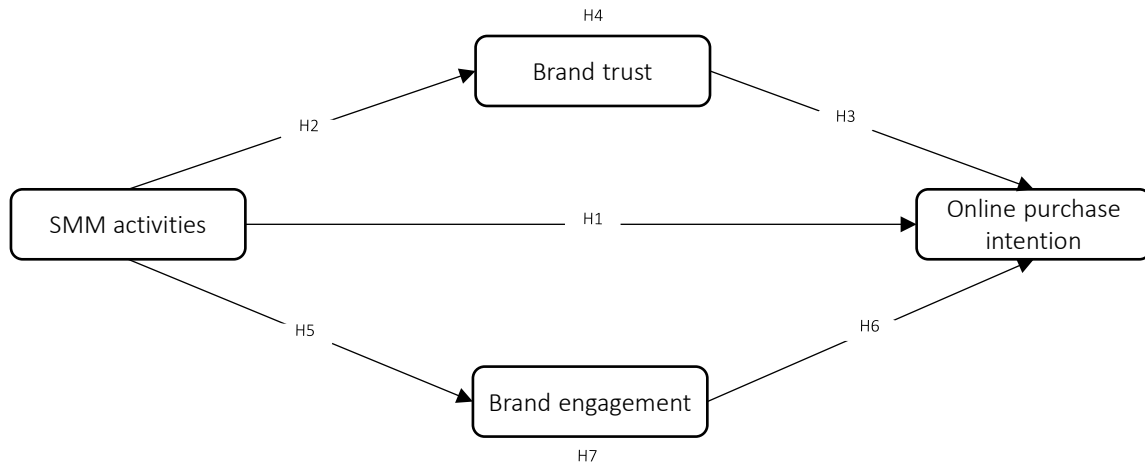 H4
Brand trust
H2
H3
SMM activities
H1
Online purchase
intention
H5
H6
Brand engagement
H7